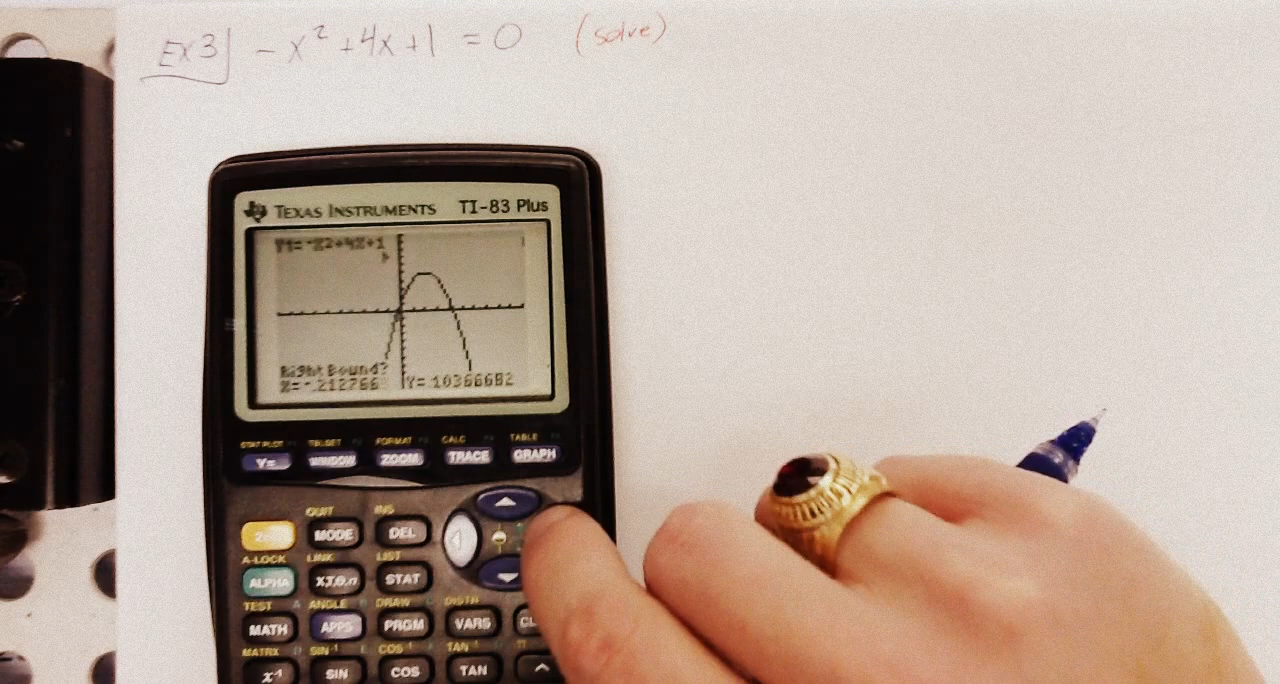 Ex3 -x² +4x+1 = 0 (solve)
TEXAS INSTRUMENTS TI-83 Plus
Y1=-X2+4X+1
Right Bound?
X=-.212766 Y=.10366682
STAT PLOT TBLSET FORMAT CALC TABLE
Y= WINDOW ZOOM TRACE GRAPH
QUIT INS
MODE DEL
A-LOCK LINK LIST
ALPHA X,T,θ,n STAT
TEST A ANGLE B DRAW C DISTR
MATH APPS PRGM VARS CL
MATRX D SIN⁻¹ E COS⁻¹ F TAN⁻¹
x⁻¹ SIN COS TAN ^